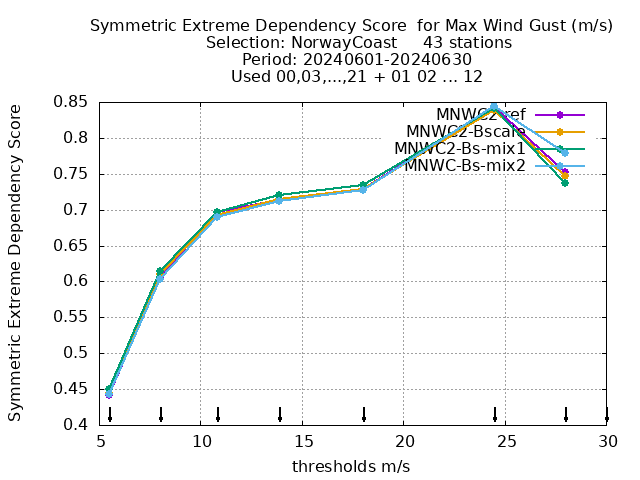 Symmetric Extreme Dependency Score for Max Wind Gust (m/s)
Selection: NorwayCoast 43 stations
Period: 20240601-20240630
Used 00,03,...,21 + 01 02 ... 12
Symmetric Extreme Dependency Score
0.85
0.8
0.75
0.7
0.65
0.6
0.55
0.5
0.45
0.4
MNWC2-ref
MNWC2-Bscale
MNWC2-Bs-mix1
MNWC-Bs-mix2
5 10 15 20 25 30
thresholds m/s